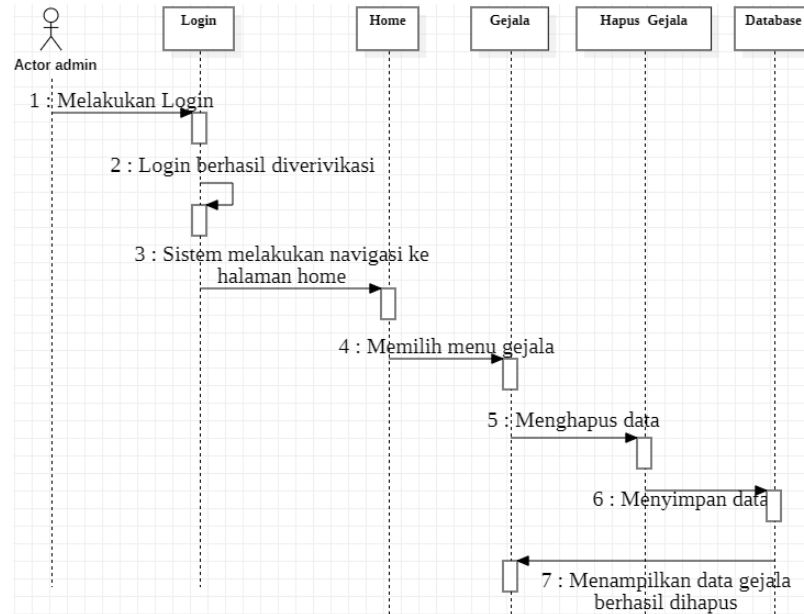 Login
Home
Gejala
Hapus Gejala
Database
Actor admin
1 : Melakukan Login
2 : Login berhasil diverivikasi
3 : Sistem melakukan navigasi ke
halaman home
4 : Memilih menu gejala
5 : Menghapus data
6 : Menyimpan data
7 : Menampilkan data gejala
berhasil dihapus